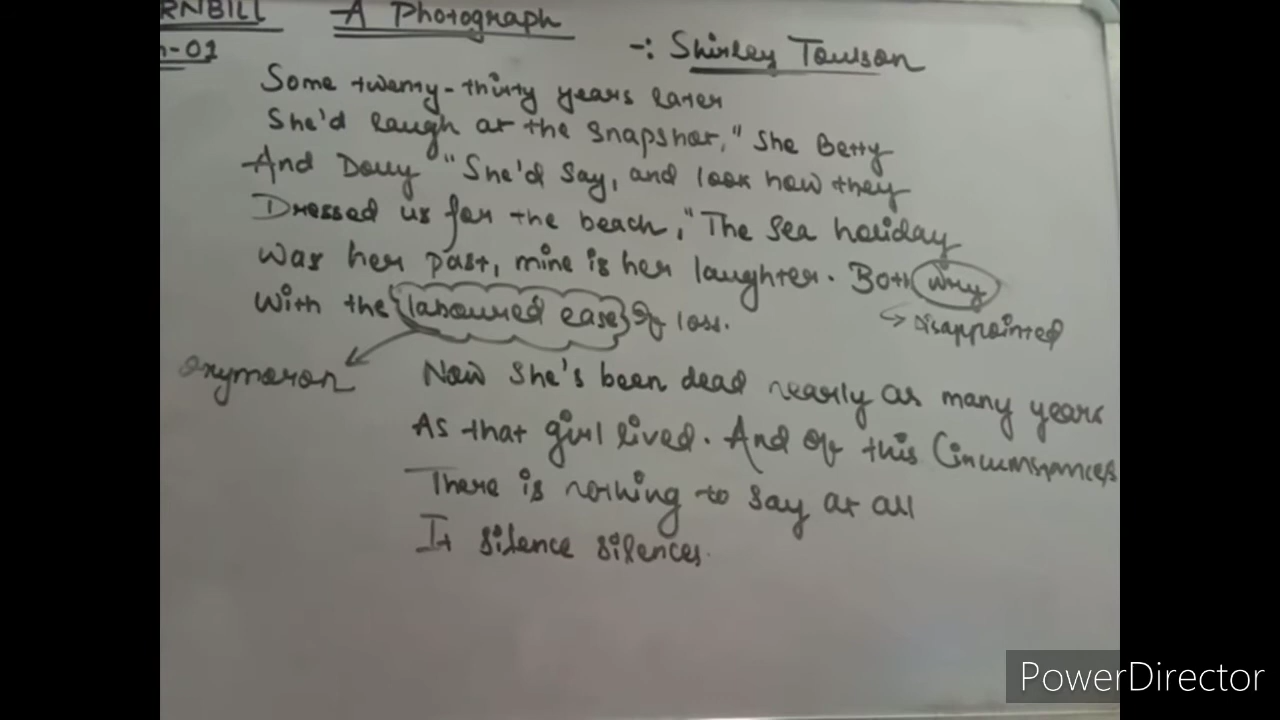 RNBILL A Photograph
-01
-: Shirley Toulson
Some twenty-thirty years later
She'd laugh at the snapshot," She Betty
And Dolly "She'd say, and look how they
Dressed us for the beach, "The Sea holiday
was her past, mine is her laughter. Both wry
With the laboured ease of loss.
Disappointed
oxymoron
Now She's been dead nearly as many years
As that girl lived. And of this Circumstances
There is nothing to say at all
It silence silences.
PowerDirector